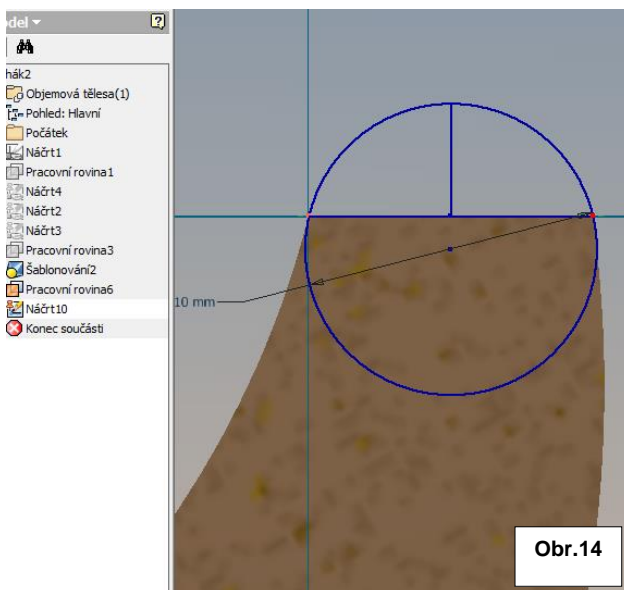 odel
hák2
Objemová tělesa(1)
Pohled: Hlavní
Počátek
Náčrt1
Pracovní rovina1
Náčrt4
Náčrt2
Náčrt3
Pracovní rovina3
Šablonování2
Pracovní rovina6
Náčrt10
Konec součásti
10 mm
Obr.14